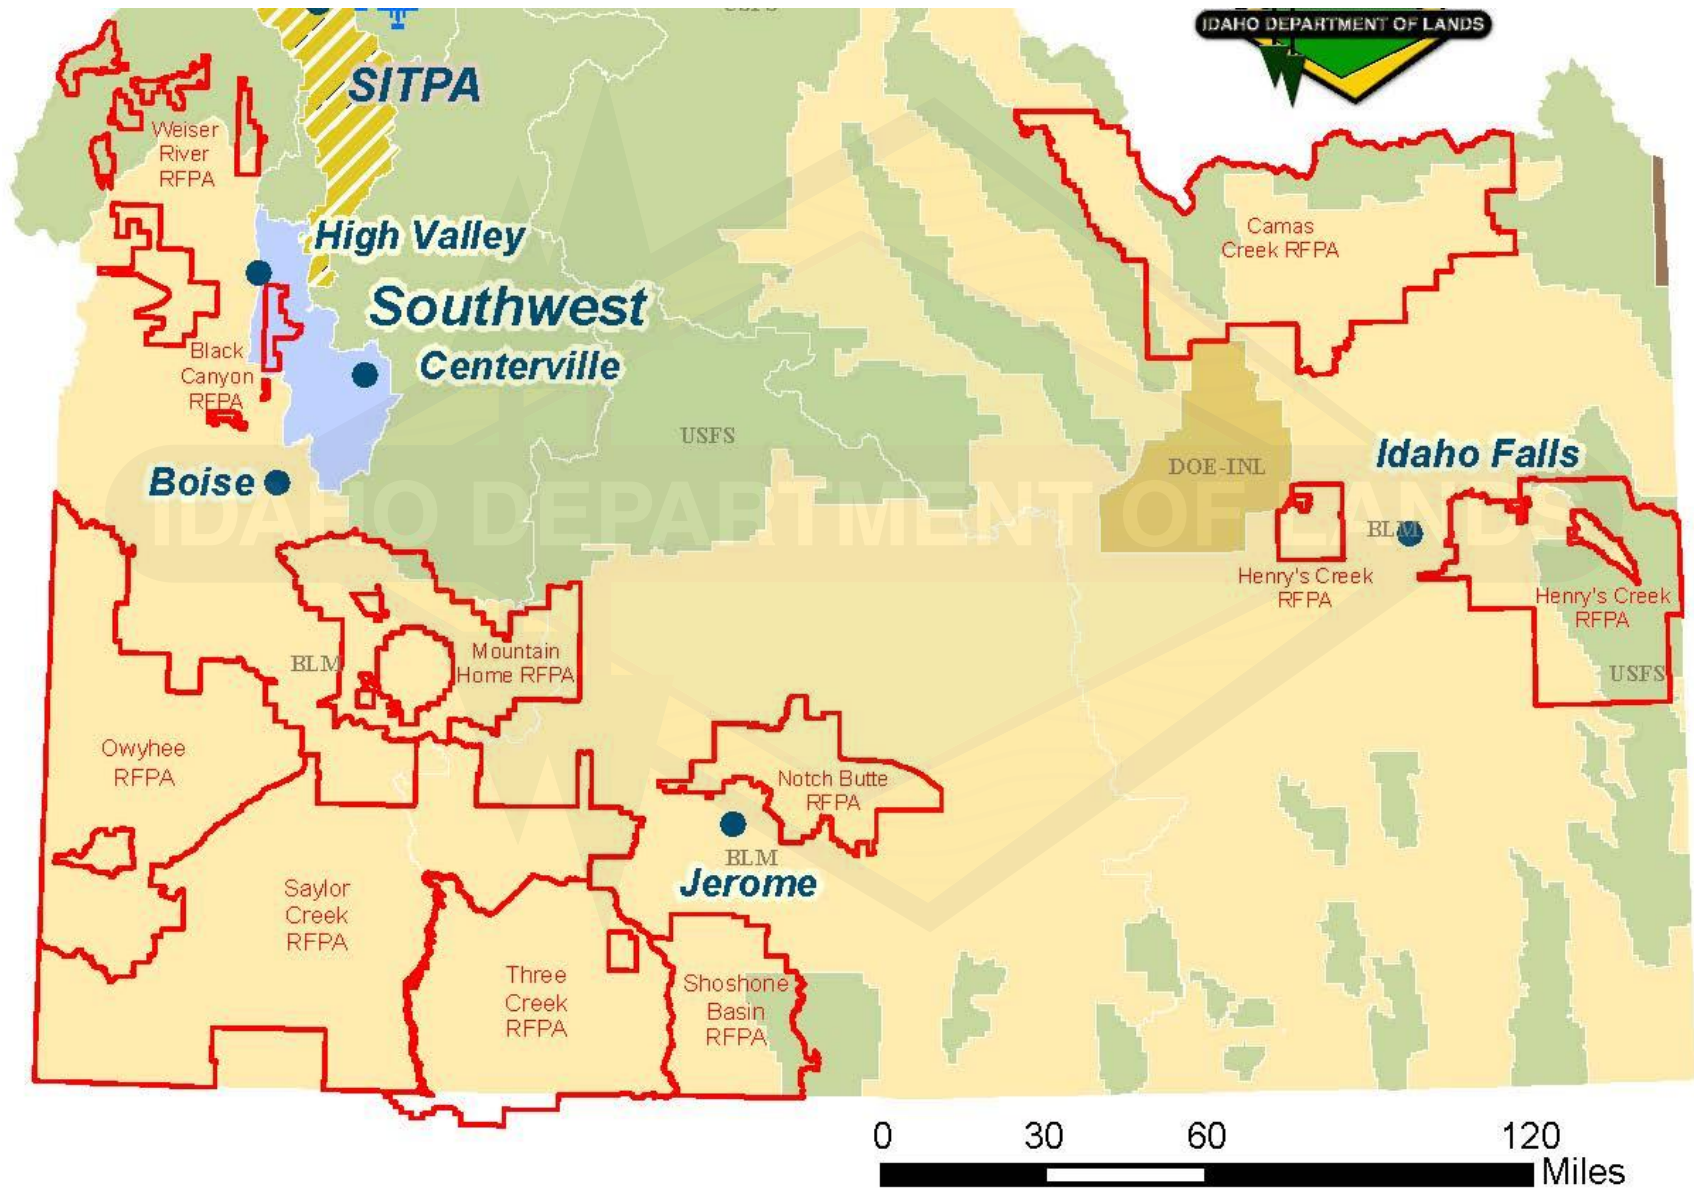 USFS
IDAHO DEPARTMENT OF LANDS
SITPA
Weiser
River
RFPA
High Valley
Camas
Creek RFPA
Southwest
Black
Canyon
RFPA
Centerville
USFS
DOE-INL
Idaho Falls
Boise
IDAHO DEPARTMENT OF LANDS
BLM
Henry's Creek
RFPA
Henry's Creek
RFPA
BLM
Mountain
Home RFPA
USFS
Owyhee
RFPA
Notch Butte
RFPA
BLM
Jerome
Saylor
Creek
RFPA
Three
Creek
RFPA
Shoshone
Basin
RFPA
0 30 60 120
Miles